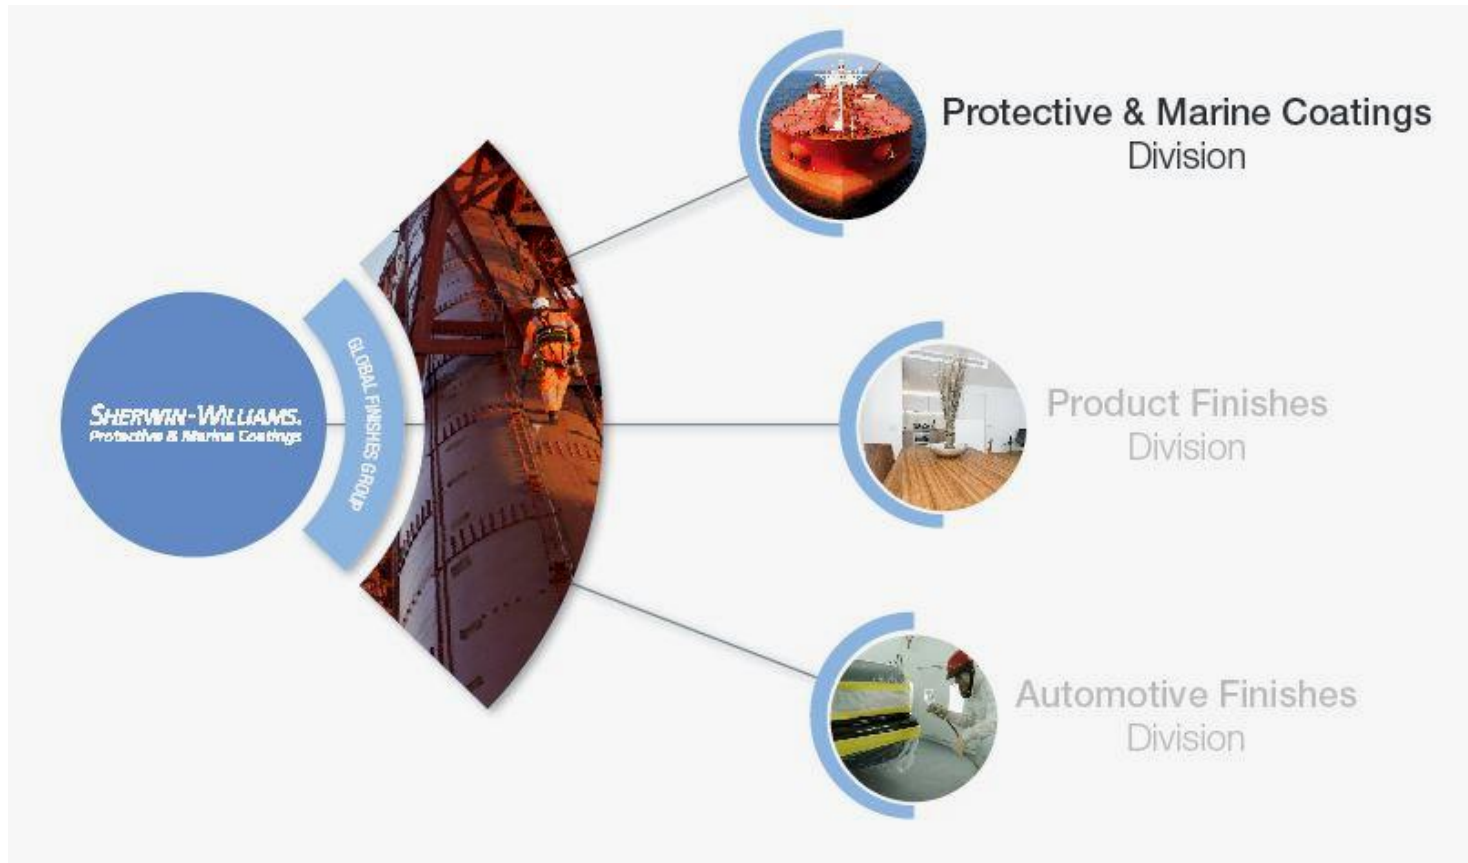 SHERWIN-WILLIAMS.
Protective & Marine Coatings
GLOBAL FINISHES GROUP
Protective & Marine Coatings
Division
Product Finishes
Division
Automotive Finishes
Division